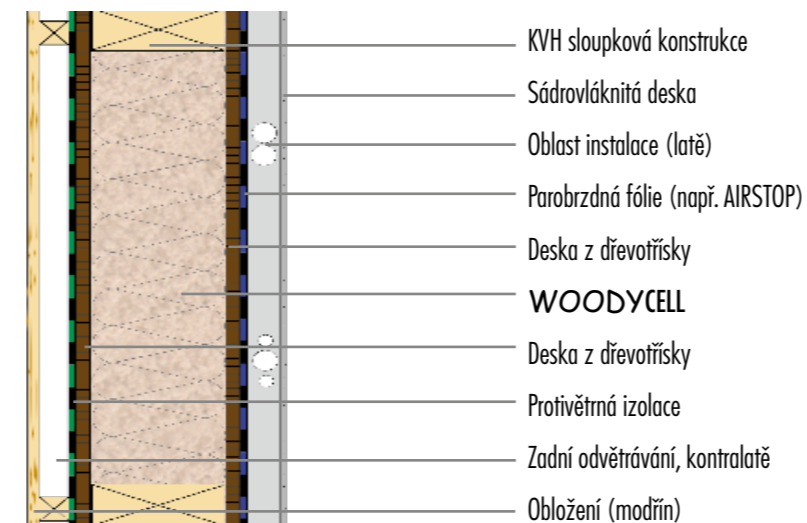 KVH sloupková konstrukce
Sádrovláknitá deska
Oblast instalace (latě)
Parobrzdná fólie (např. AIRSTOP)
Deska z dřevotřísky
WOODYCELL
Deska z dřevotřísky
Protivětrná izolace
Zadní odvětrávání, kontralatě
Obložení (modřín)